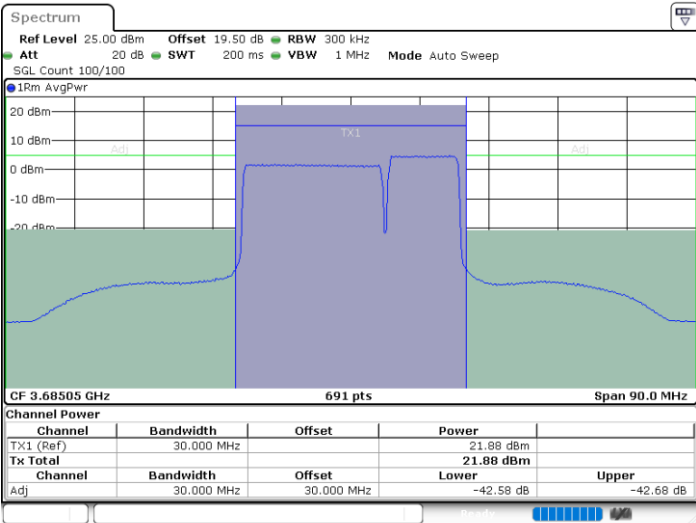 Spectrum
Ref Level 25.00 dBm Offset 19.50 dB RBW 300 kHz
Att 20 dB SWT 200 ms VBW 1 MHz Mode Auto Sweep
SGL Count 100/100
1Rm AvgPwr
20 dBm
TX1
10 dBm
Adj Adj
0 dBm
-10 dBm
-20 dBm
CF 3.68505 GHz 691 pts Span 90.0 MHz
Channel Power
Channel Bandwidth Offset Power
TX1 (Ref) 30.000 MHz 21.88 dBm
Tx Total 21.88 dBm
Channel Bandwidth Offset Lower Upper
Adj 30.000 MHz 30.000 MHz -42.58 dB -42.68 dB
Ready